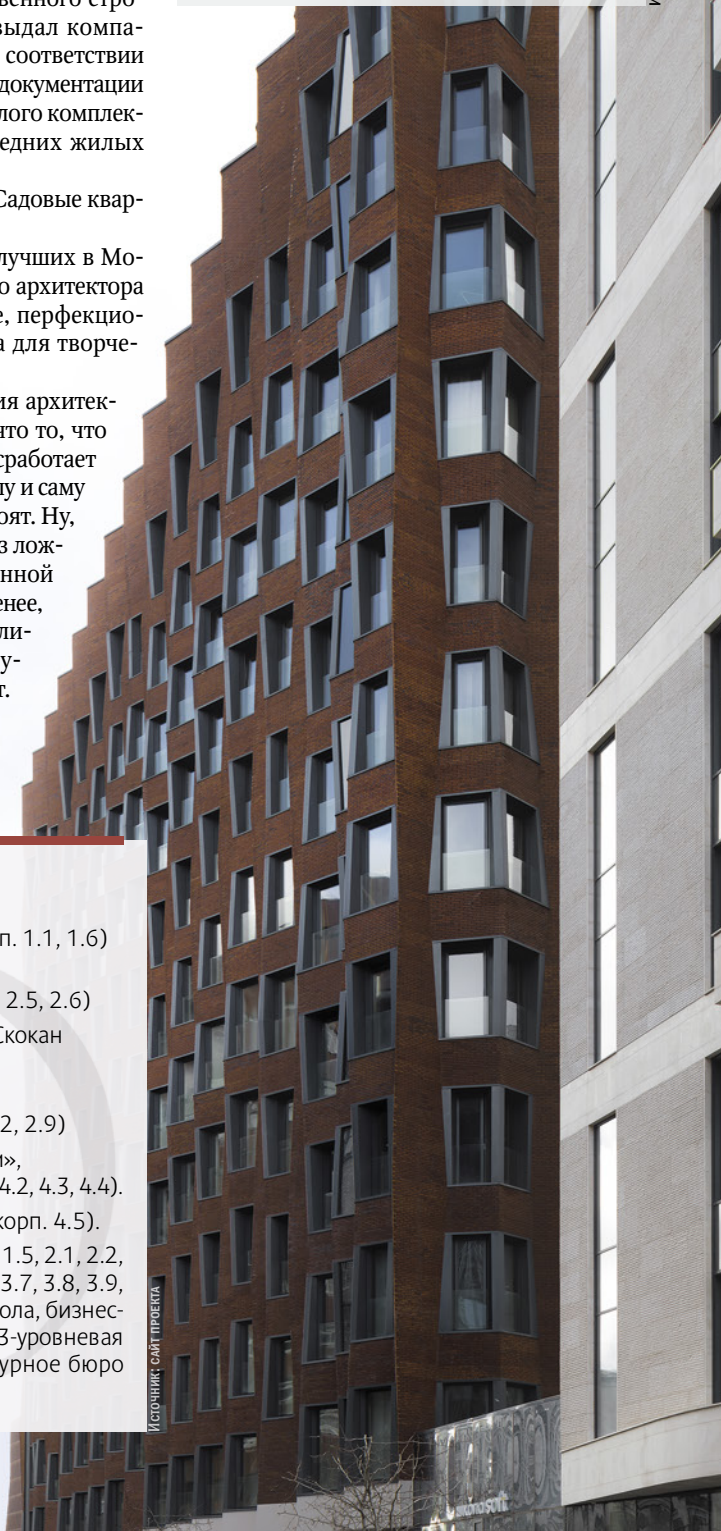 венного стро-
выдал компа-
соответствии
документации
лого комплек-
едних жилых
Садовые квар-
лучших в Мо-
о архитектора
е, перфекцио-
а для творче-
ия архитек-
что то, что
сработает
лу и саму
оят. Ну,
з лож-
нной
енее,
ли-
у-
т.
п. 1.1, 1.6)
2.5, 2.6)
Скокан
2, 2.9)
и»,
4.2, 4.3, 4.4).
корп. 4.5).
1.5, 2.1, 2.2,
3.7, 3.8, 3.9,
ола, бизнес-
3-уровневая
урное бюро
Источник: САЙТ ПРОЕКТА